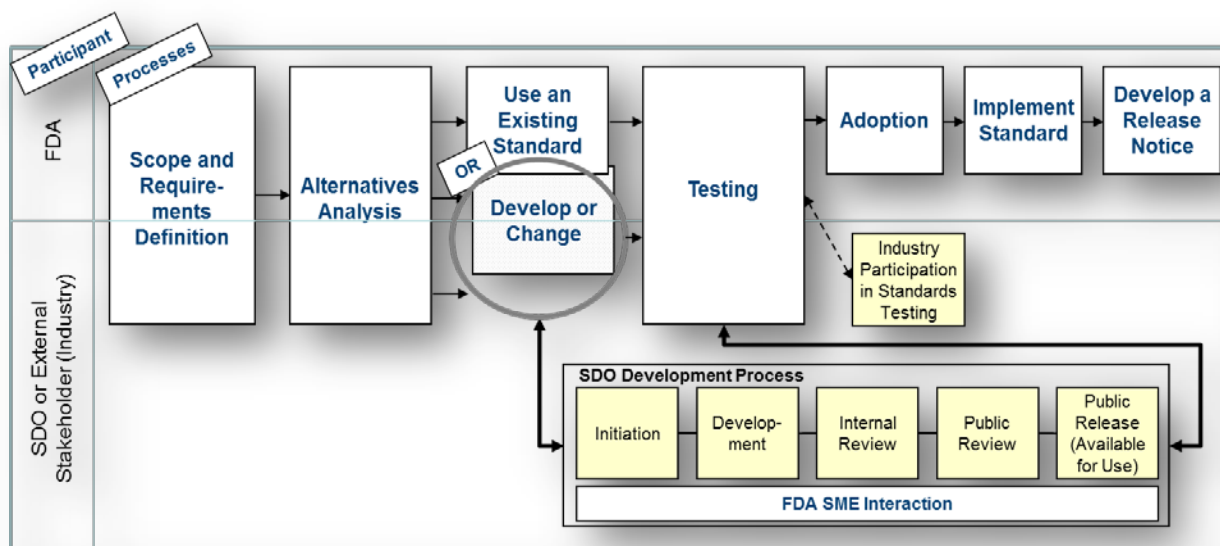 Participant
Processes
FDA
SDO or External
Stakeholder (Industry)
Scope and
Require-
ments
Definition
Alternatives
Analysis
Use an
Existing
Standard
OR
Develop or
Change
Testing
Adoption
Implement
Standard
Develop a
Release
Notice
Industry
Participation
in Standards
Testing
SDO Development Process
Initiation
Develop-
ment
Internal
Review
Public
Review
Public
Release
(Available
for Use)
FDA SME Interaction